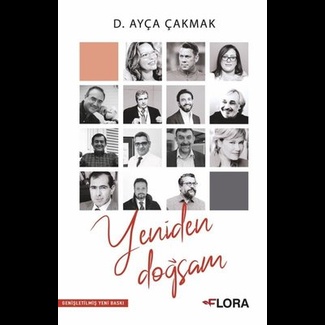 D. AYÇA ÇAKMAK
Yeniden
doğsam
GENİŞLETİLMİŞ YENİ BASKI
FLORA